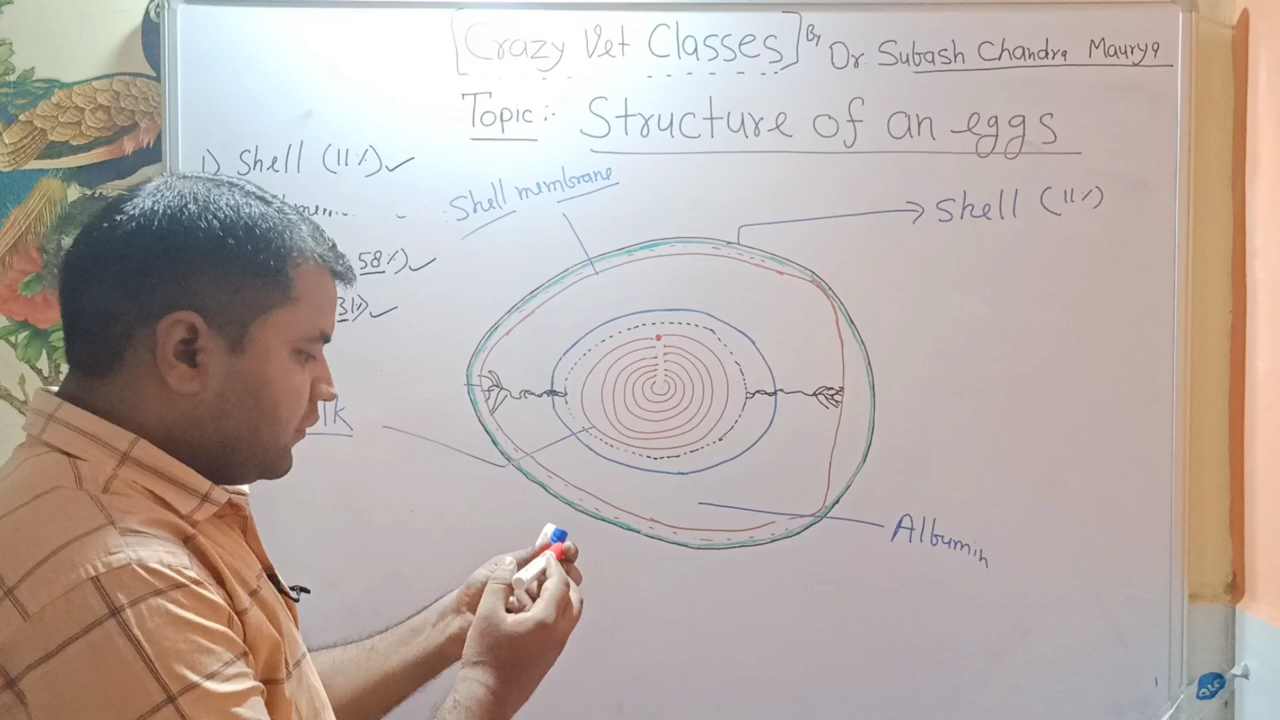 [Crazy Vet Classes] By Dr. Subash Chandra Maurya
Topic:- Structure of an eggs
1) Shell (11%) ✓
58%) ✓
31%) ✓
Shell membrane
Shell (11%)
lk
Albumin